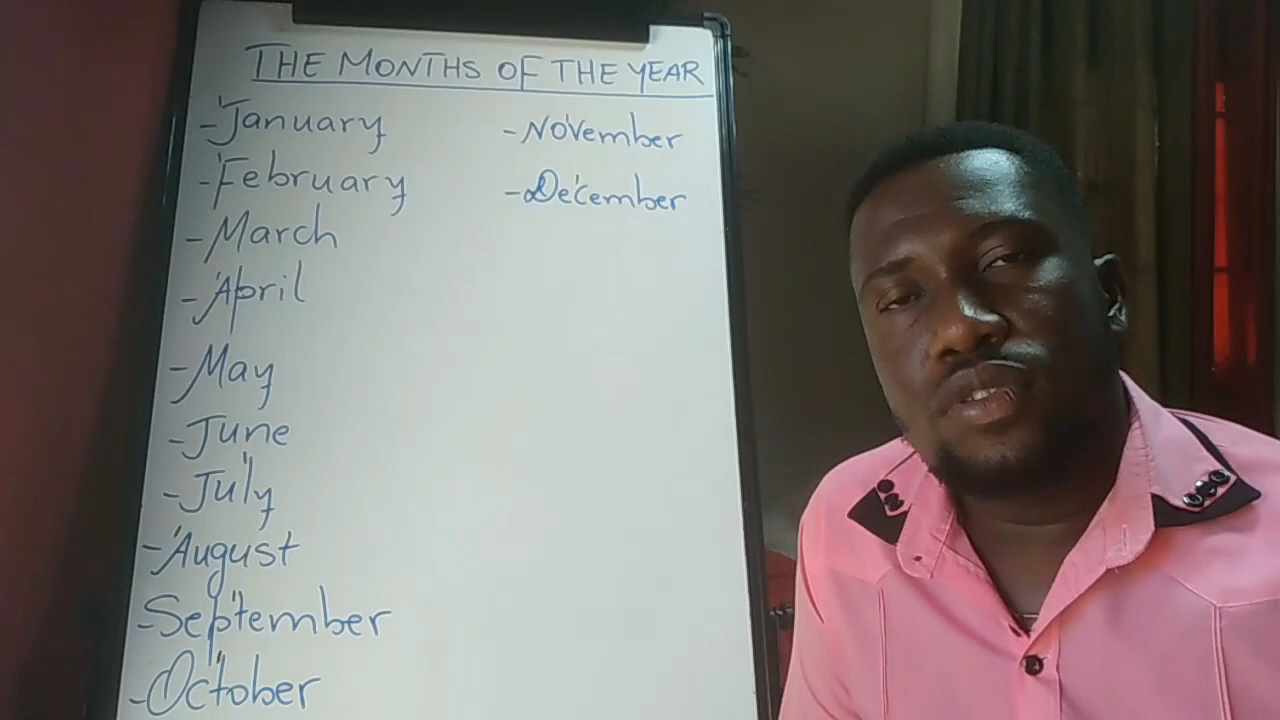 THE MONTHS OF THE YEAR
- January
- February
- March
- April
- May
- June
- July
- August
- September
- October
- November
- December